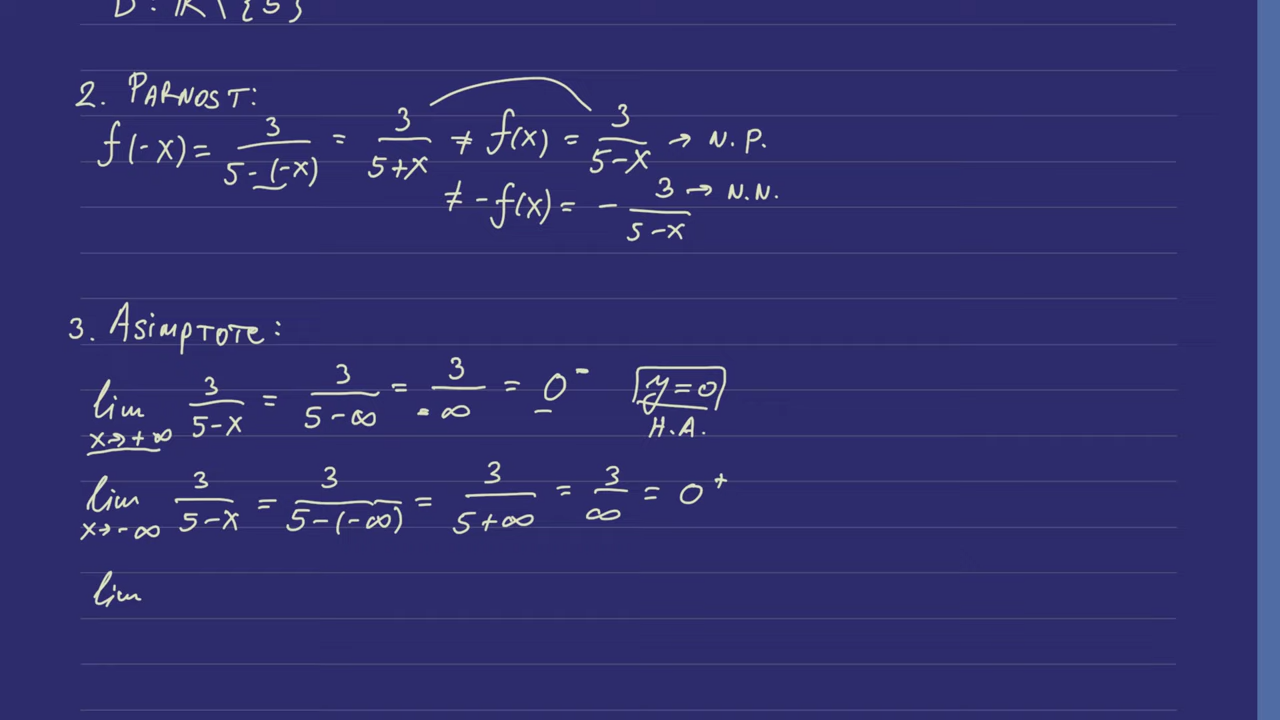 D: ℝ\{5}
2. PARNOST:
f(-x) = 3/(5-(-x)) = 3/(5+x) ≠ f(x) = 3/(5-x) → N.P.
≠ -f(x) = - 3/(5-x) → N.N.
3. ASIMPTOTE:
lim x→+∞ 3/(5-x) = 3/(5-∞) = 3/(-∞) = 0⁻ y=0
H.A.
lim x→-∞ 3/(5-x) = 3/(5-(-∞)) = 3/(5+∞) = 3/∞ = 0⁺
lim